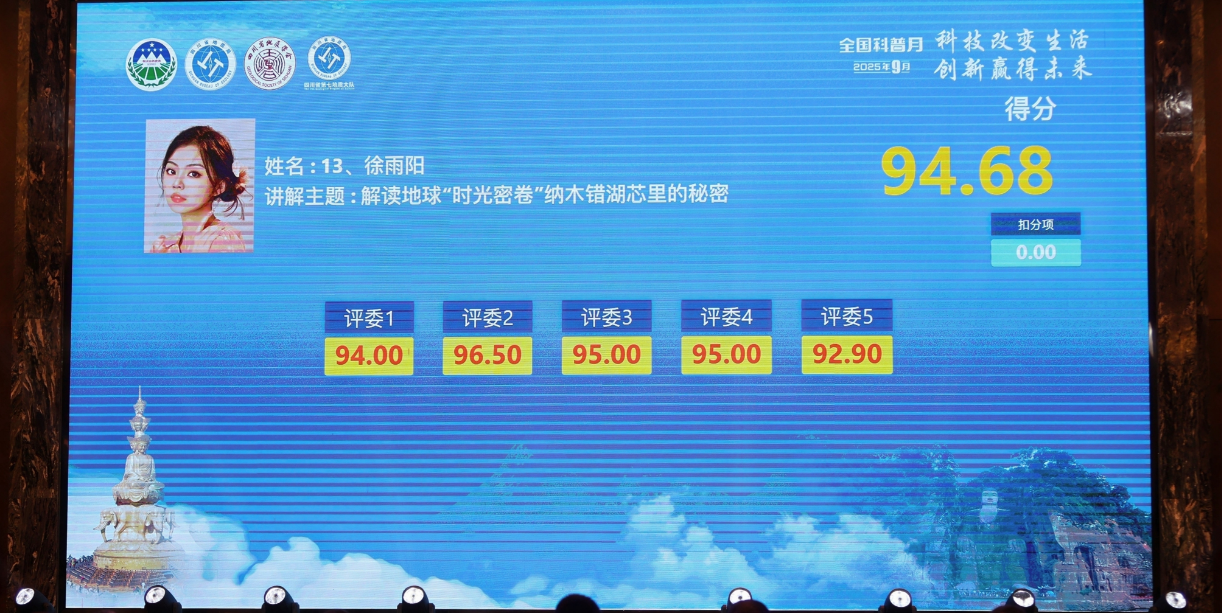 全国科普月 科技改变生活
2025年9月 创新赢得未来
得分
94.68
姓名：13、徐雨阳
讲解主题：解读地球“时光密卷”纳木错湖芯里的秘密
扣分项
0.00
评委1 评委2 评委3 评委4 评委5
94.00 96.50 95.00 95.00 92.90